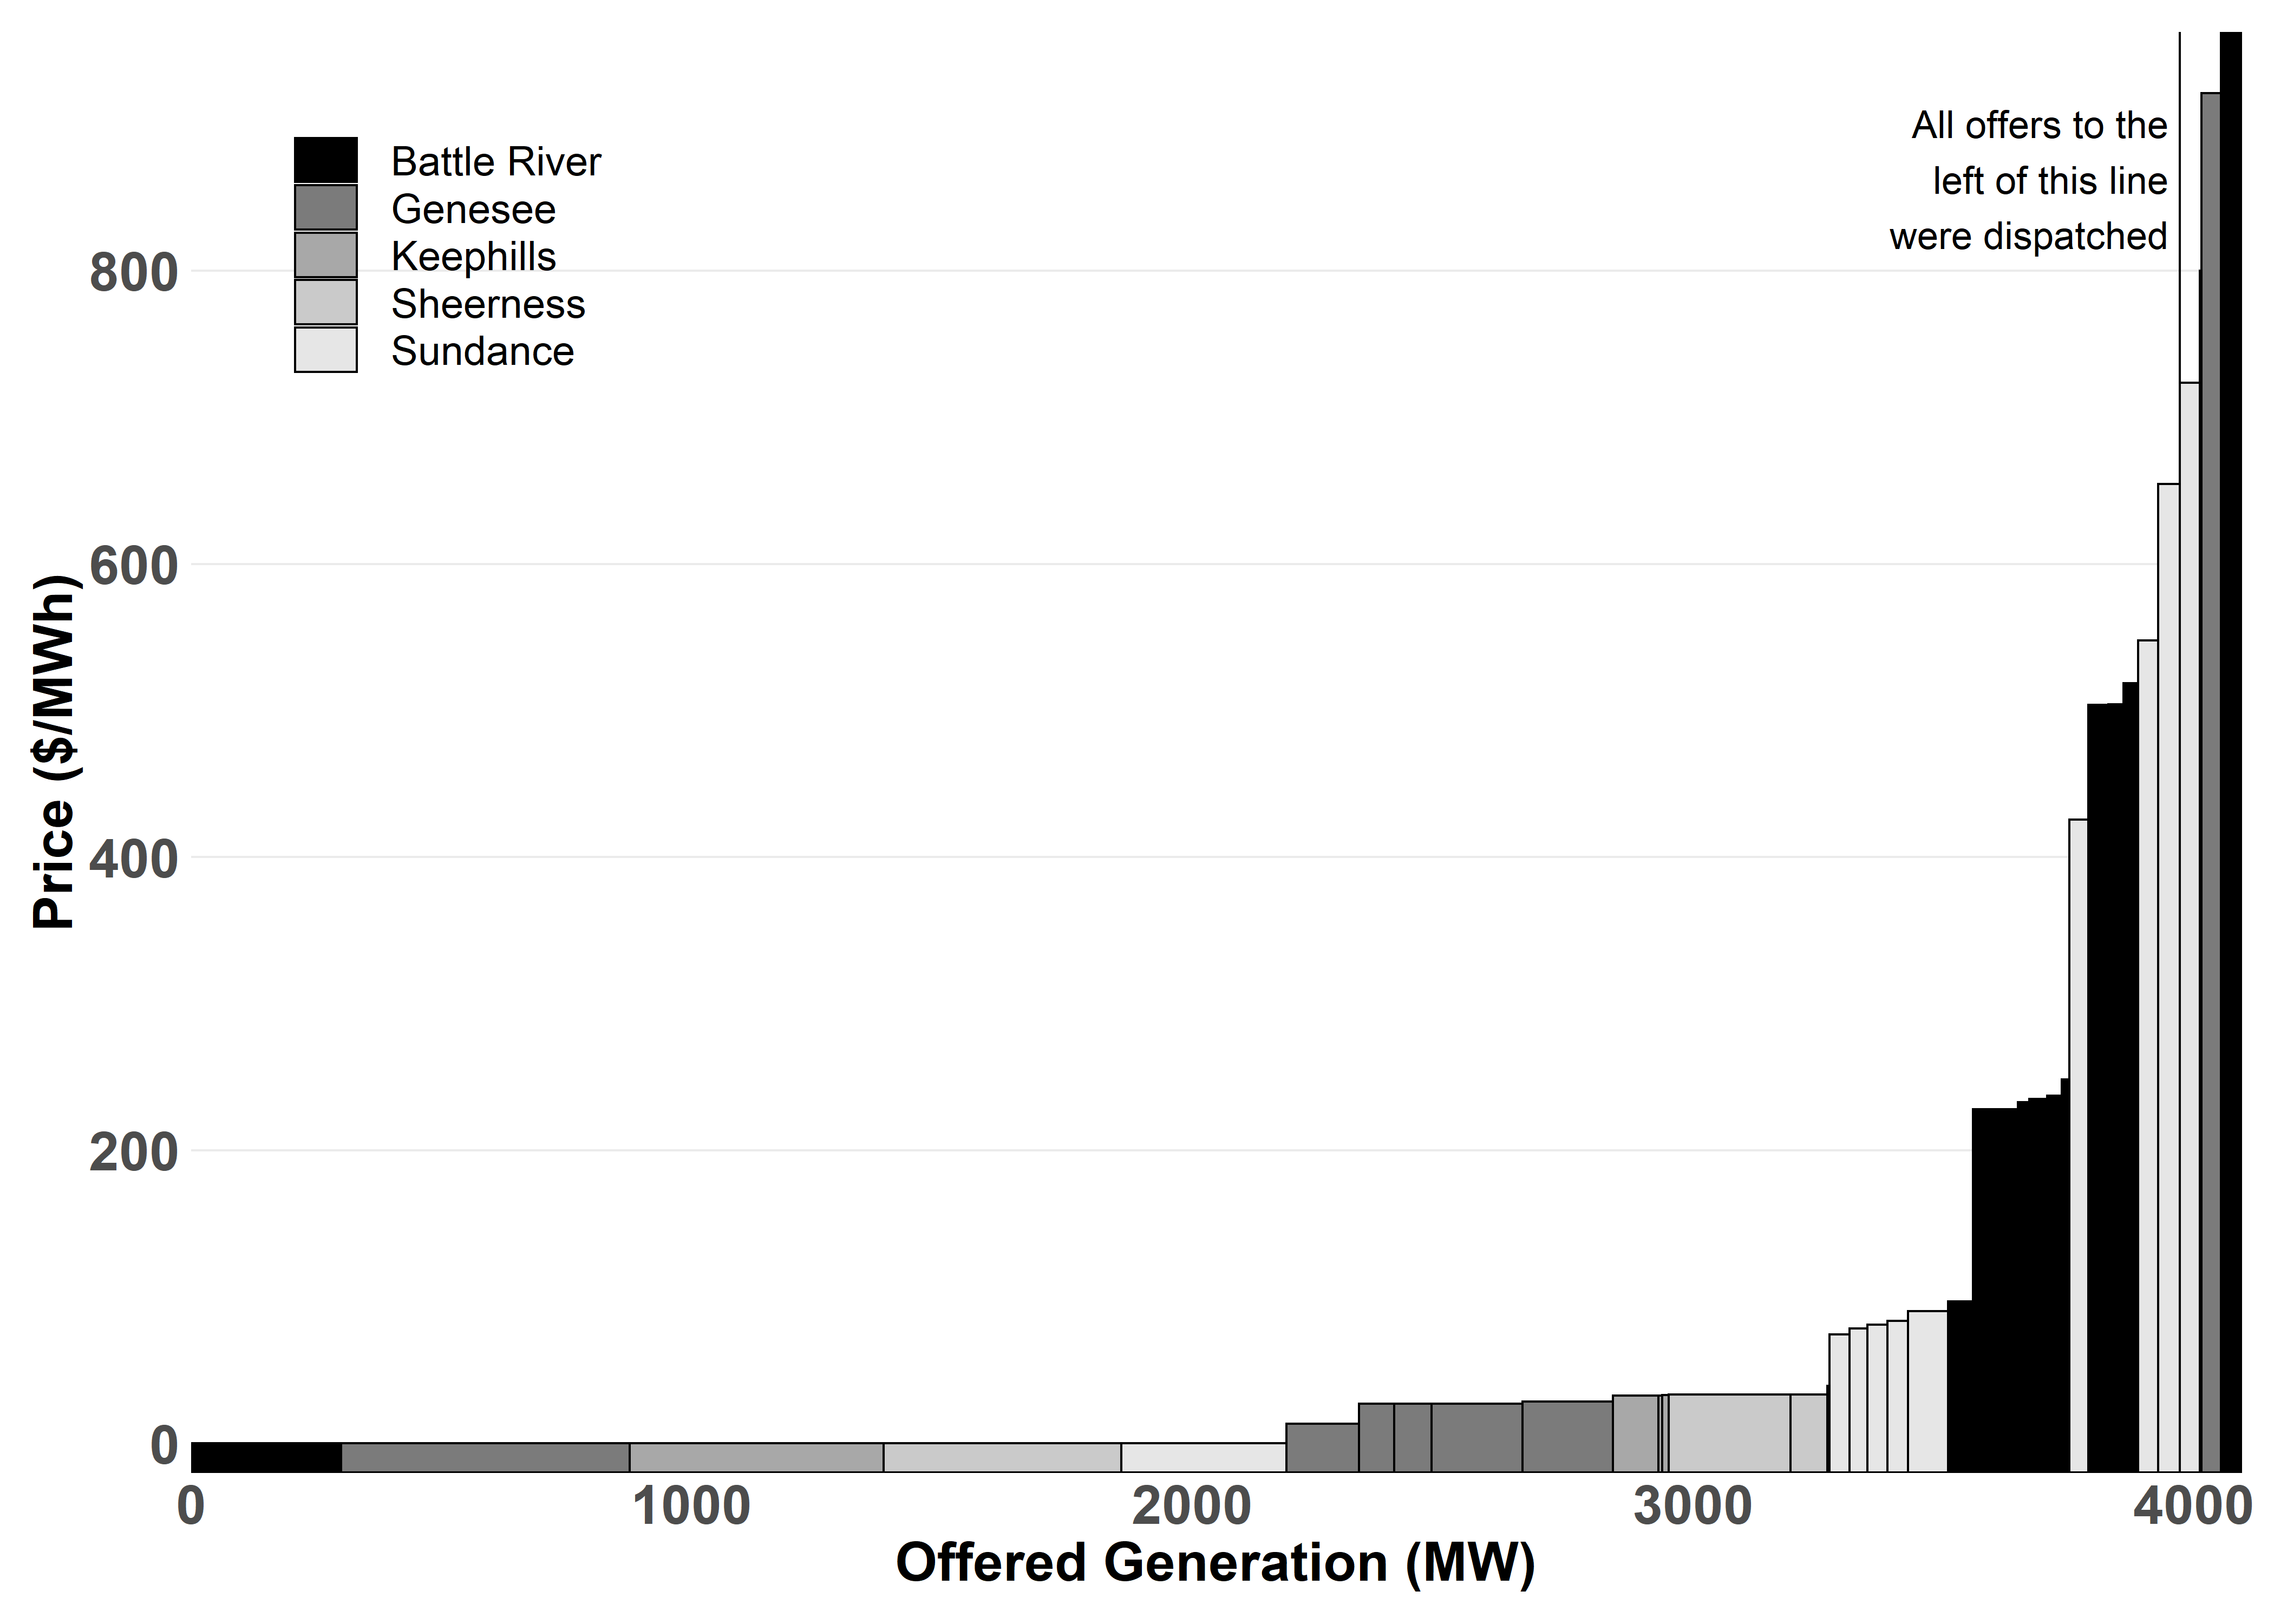 All offers to the
left of this line
were dispatched
Battle River
Genesee
Keephills
Sheerness
Sundance
800
600
400
200
0
Price ($/MWh)
0 1000 2000 3000 4000
Offered Generation (MW)